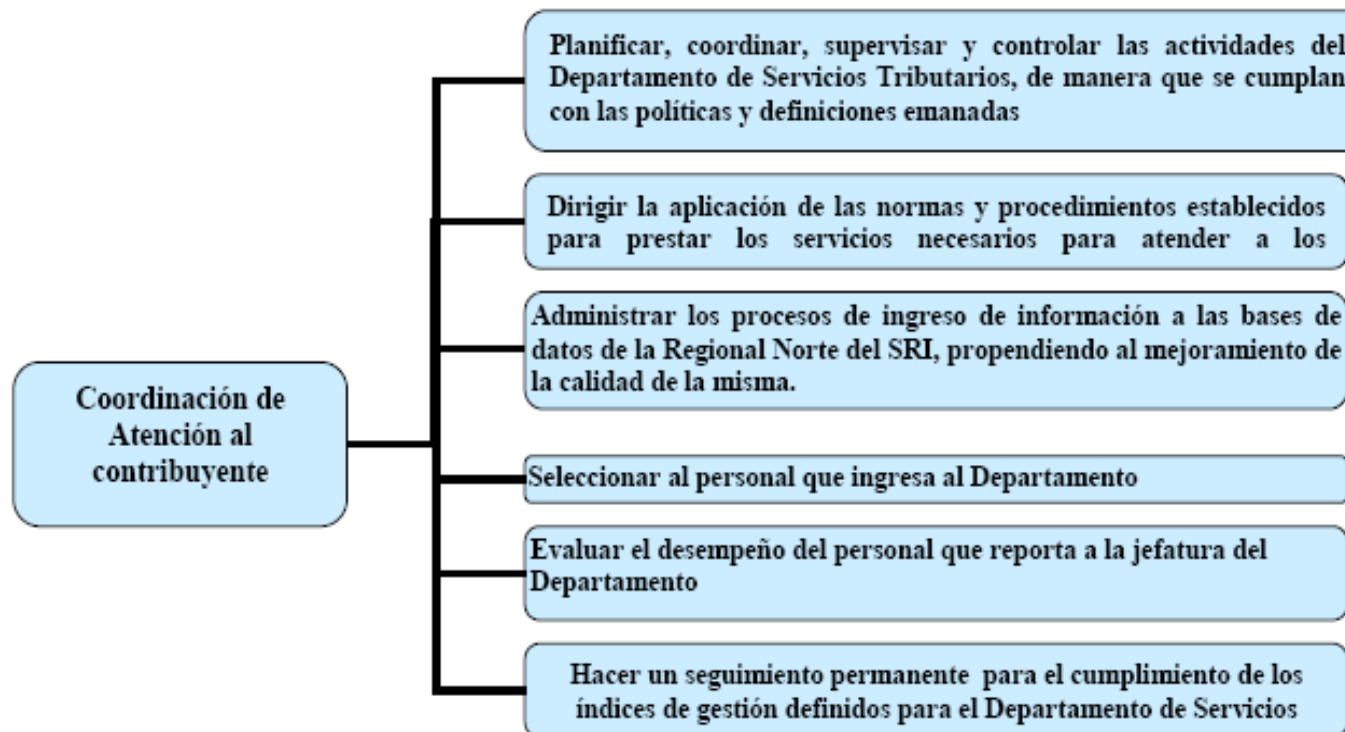 Planificar, coordinar, supervisar y controlar las actividades del
Departamento de Servicios Tributarios, de manera que se cumplan
con las políticas y definiciones emanadas
Dirigir la aplicación de las normas y procedimientos establecidos
para prestar los servicios necesarios para atender a los
Administrar los procesos de ingreso de información a las bases de
datos de la Regional Norte del SRI, propendiendo al mejoramiento de
la calidad de la misma.
Coordinación de
Atención al
contribuyente
Seleccionar al personal que ingresa al Departamento
Evaluar el desempeño del personal que reporta a la jefatura del
Departamento
Hacer un seguimiento permanente para el cumplimiento de los
índices de gestión definidos para el Departamento de Servicios